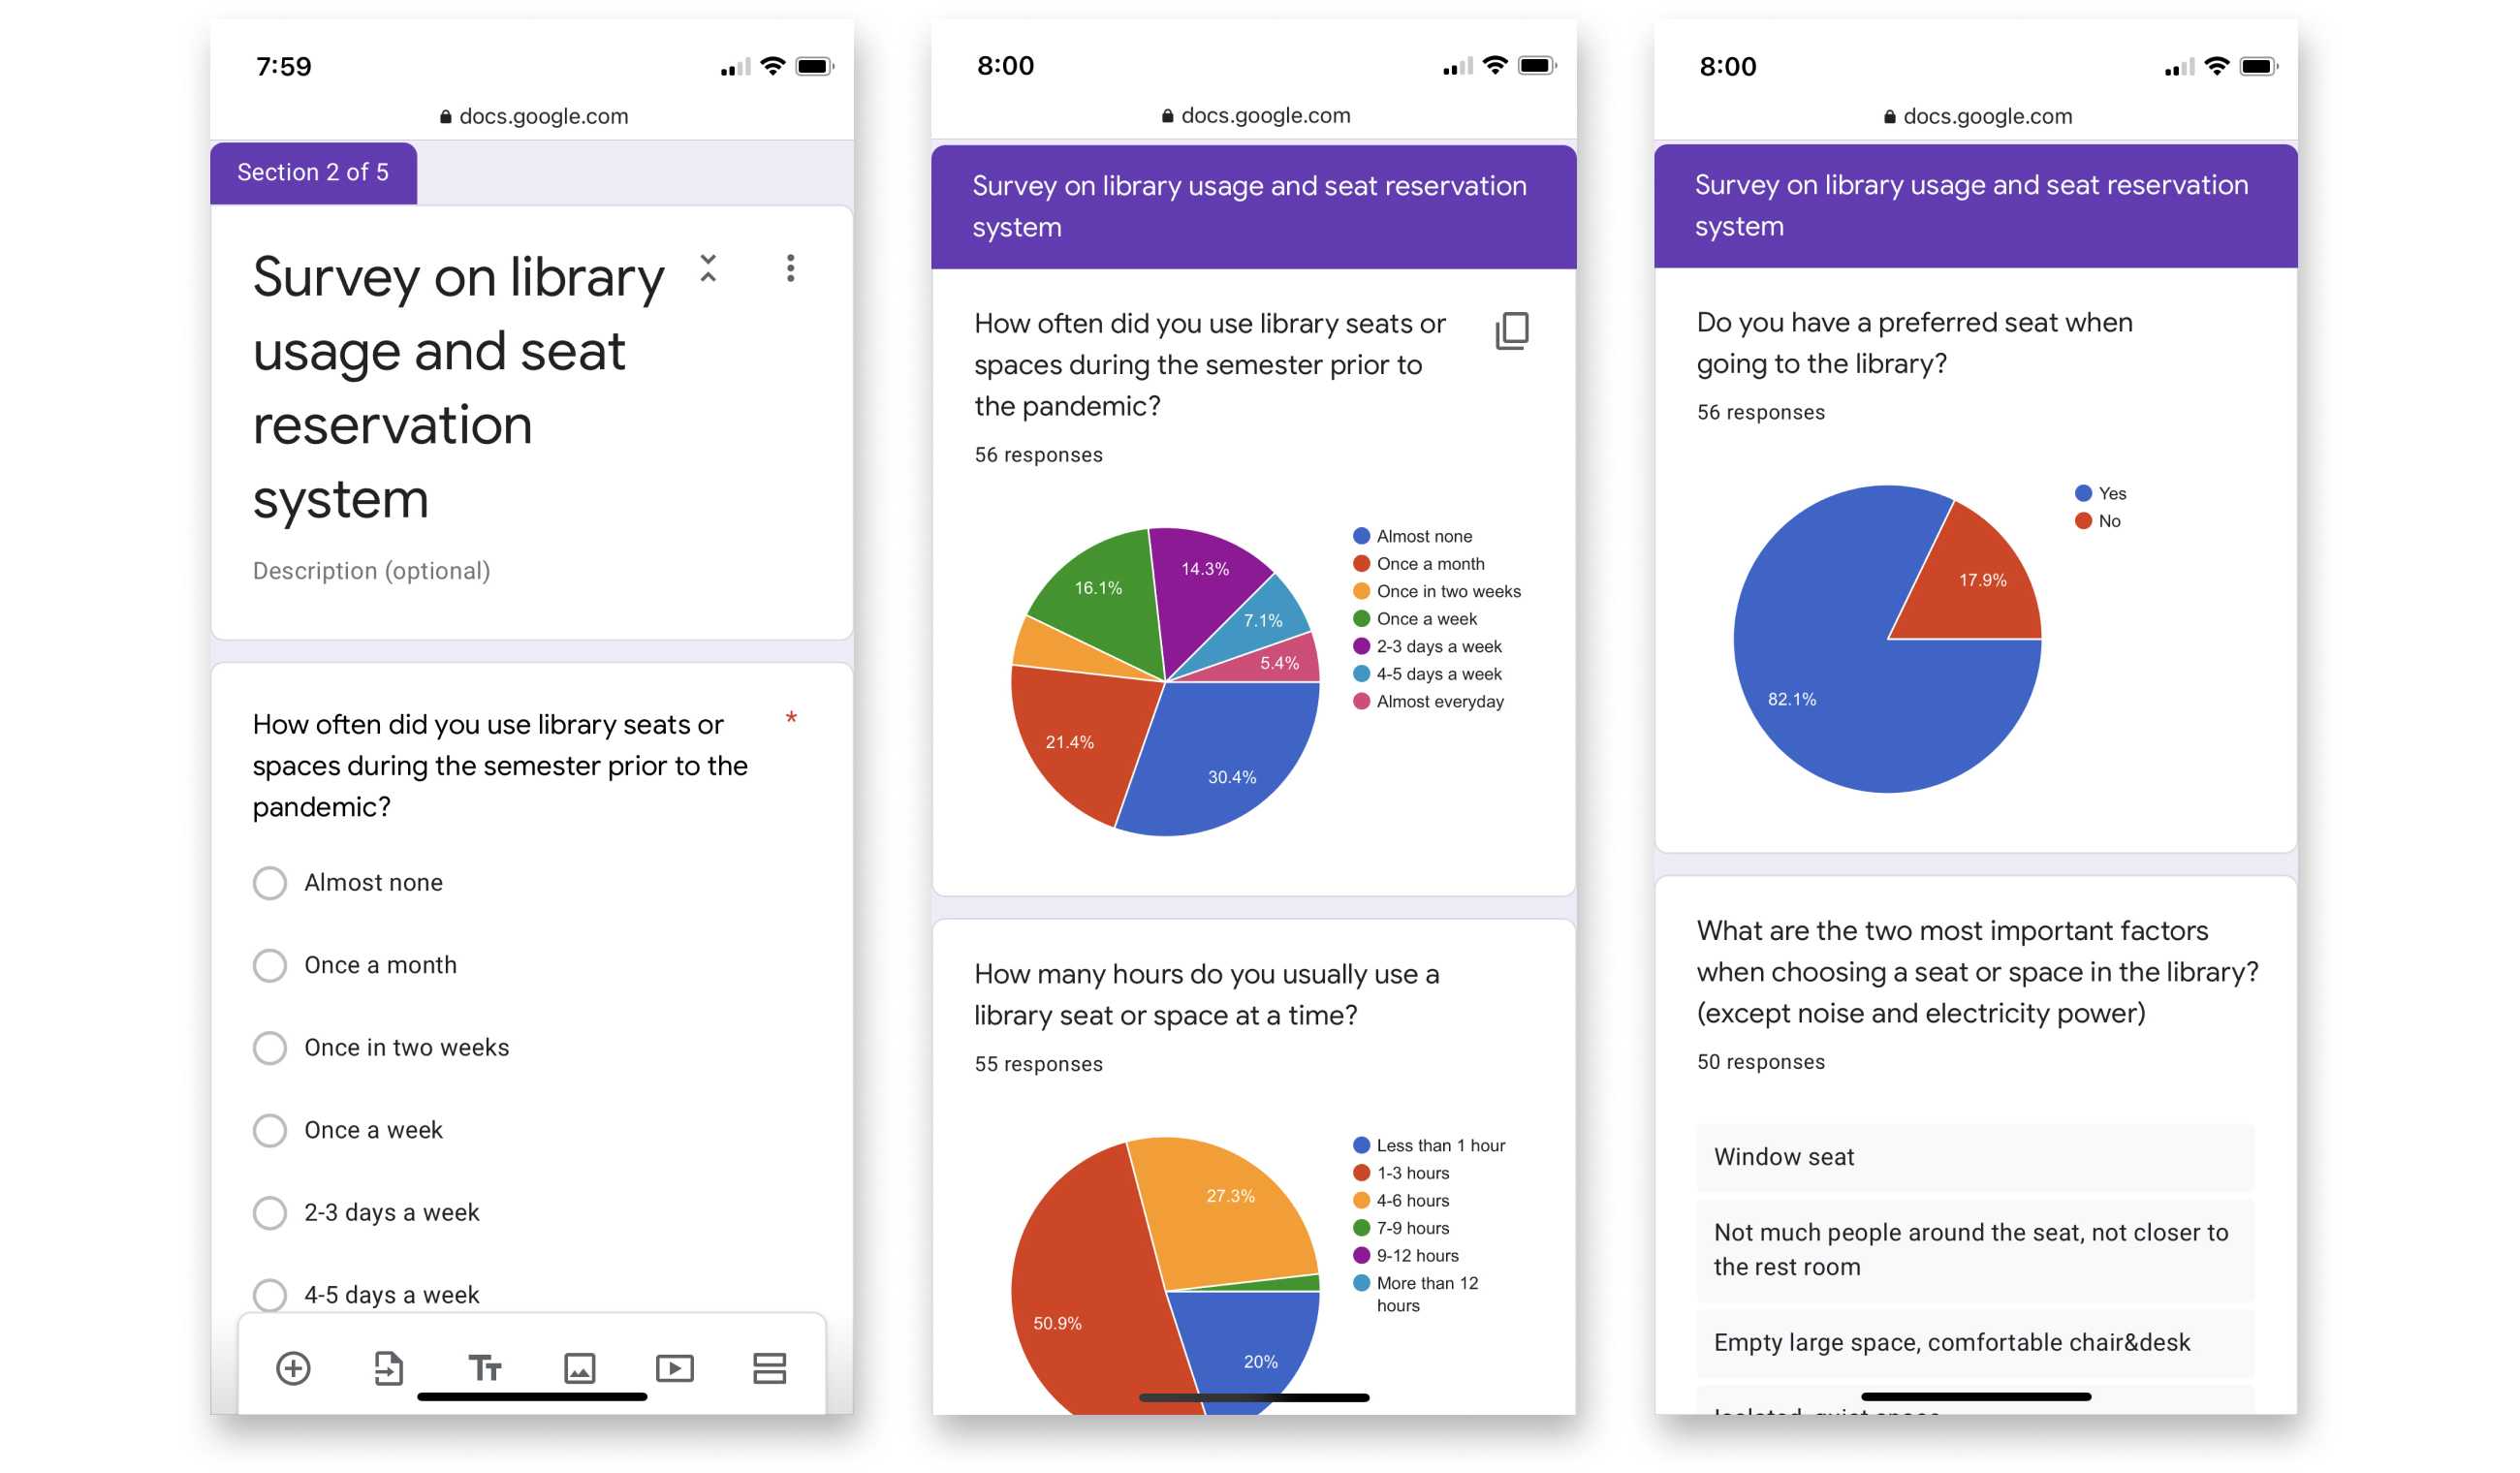 7:59
docs.google.com
Section 2 of 5
Survey on library
usage and seat
reservation
system
Description (optional)
How often did you use library seats or
spaces during the semester prior to the
pandemic?
*
Almost none
Once a month
Once in two weeks
Once a week
2-3 days a week
4-5 days a week
Tт
8:00
docs.google.com
Survey on library usage and seat reservation
system
How often did you use library seats or
spaces during the semester prior to
the pandemic?
56 responses
16.1%
14.3%
7.1%
5.4%
21.4%
30.4%
Almost none
Once a month
Once in two weeks
Once a week
2-3 days a week
4-5 days a week
Almost everyday
How many hours do you usually use a
library seat or space at a time?
55 responses
27.3%
50.9%
20%
Less than 1 hour
1-3 hours
4-6 hours
7-9 hours
9-12 hours
More than 12
hours
8:00
docs.google.com
Survey on library usage and seat reservation
system
Do you have a preferred seat when
going to the library?
56 responses
17.9%
82.1%
Yes
No
What are the two most important factors
when choosing a seat or space in the library?
(except noise and electricity power)
50 responses
Window seat
Not much people around the seat, not closer to
the rest room
Empty large space, comfortable chair&desk